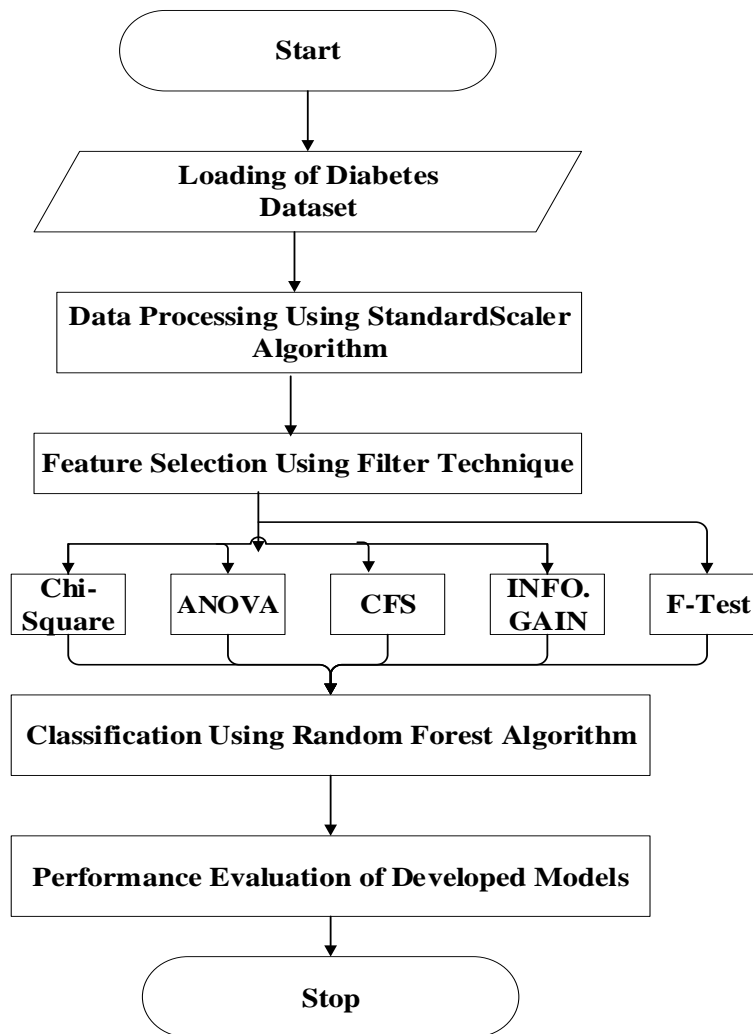 Start
Loading of Diabetes
Dataset
Data Processing Using StandardScaler
Algorithm
Feature Selection Using Filter Technique
Chi-
Square
ANOVA
CFS
INFO.
GAIN
F-Test
Classification Using Random Forest Algorithm
Performance Evaluation of Developed Models
Stop